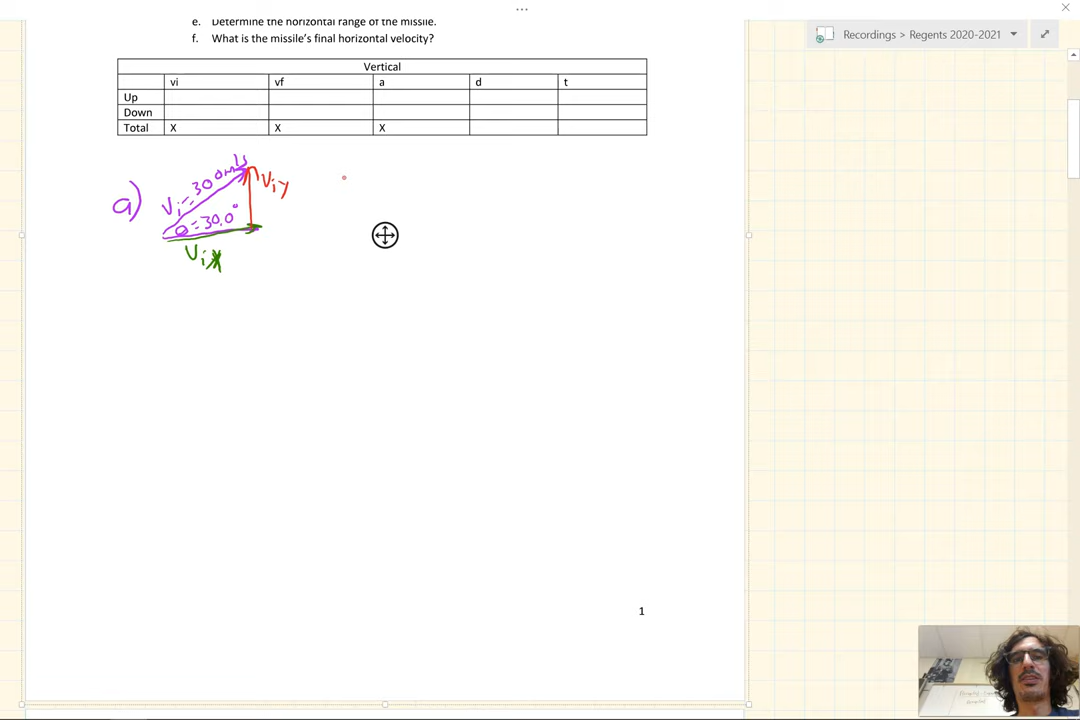 e. Determine the horizontal range of the missile.
f. What is the missile's final horizontal velocity?
Recordings > Regents 2020-2021
Vertical
vi vf a d t
Up
Down
Total X X X
a)
Vi = 300 m/s
Viy
θ = 30.0°
Vix
1